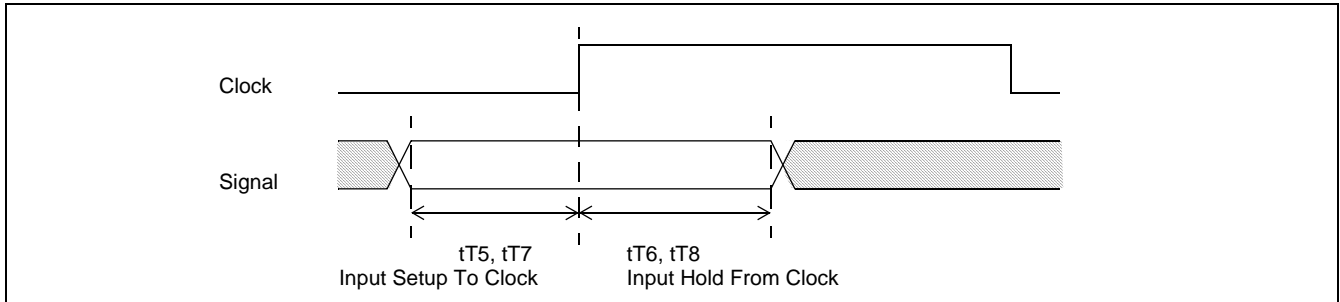 Clock
Signal
tT5, tT7
Input Setup To Clock
tT6, tT8
Input Hold From Clock